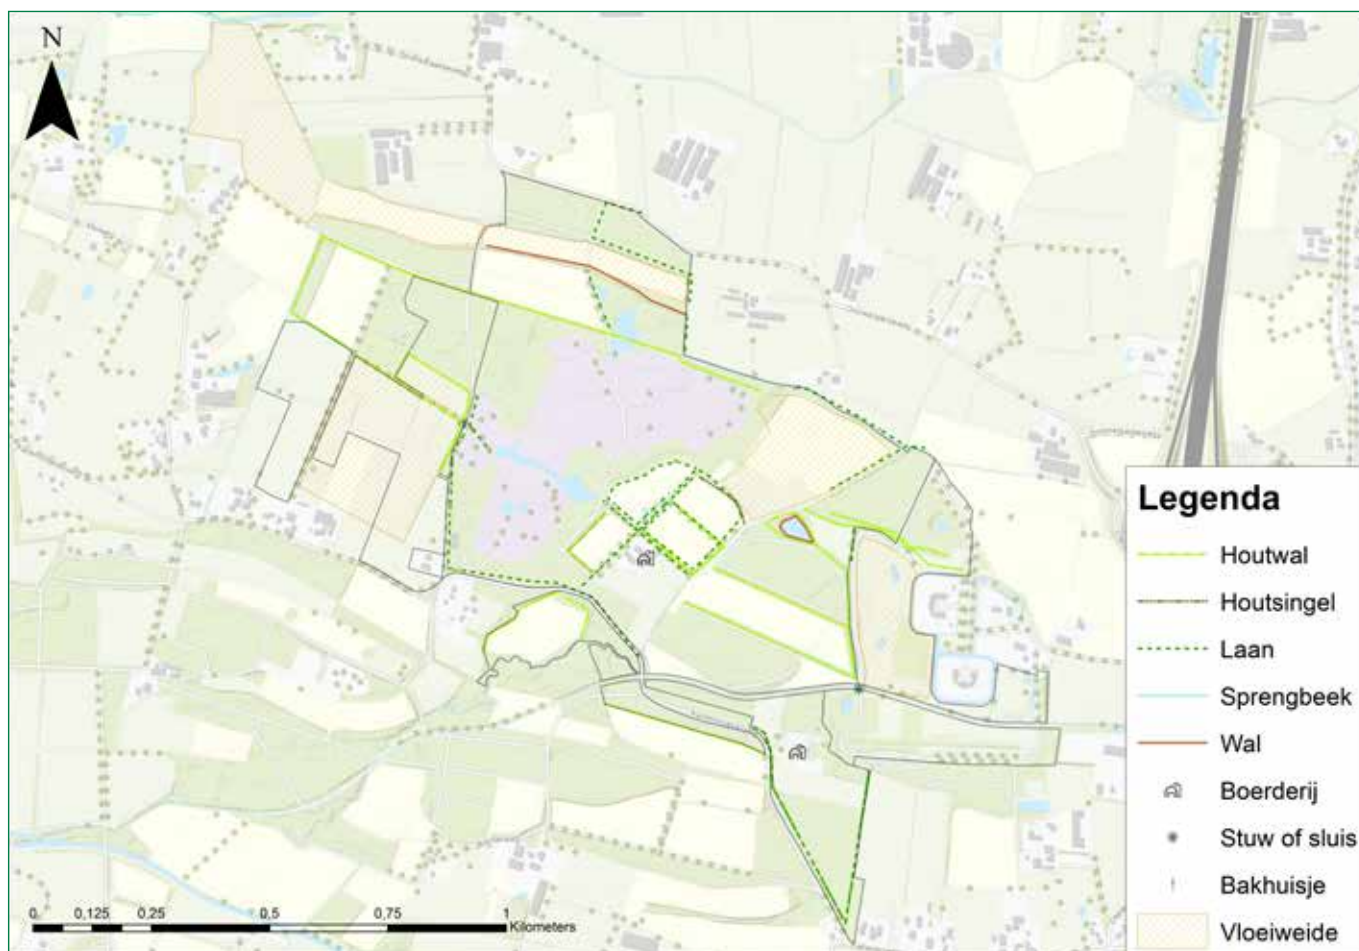 N
Legenda
Houtwal
Houtsingel
Laan
Sprengbeek
Wal
Boerderij
Stuw of sluis
Bakhuisje
Vloeiweide
0 0,125 0,25 0,5 0,75 1
Kilometers